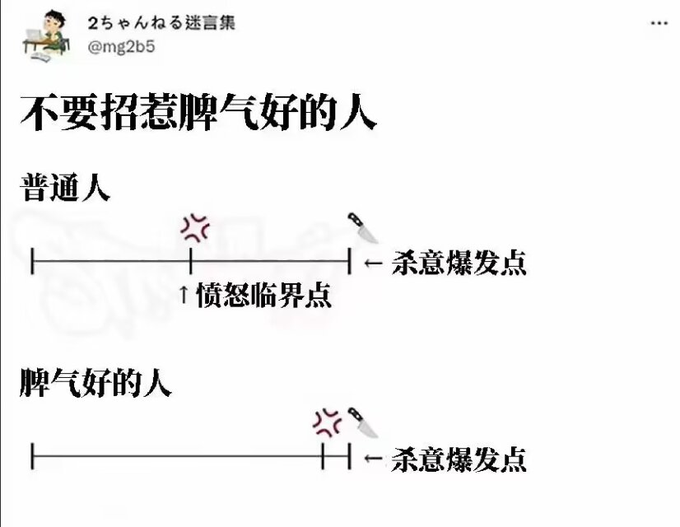 2ちゃんねる迷言集
@mg2b5
不要招惹脾气好的人
普通人
← 杀意爆发点
↑愤怒临界点
脾气好的人
← 杀意爆发点